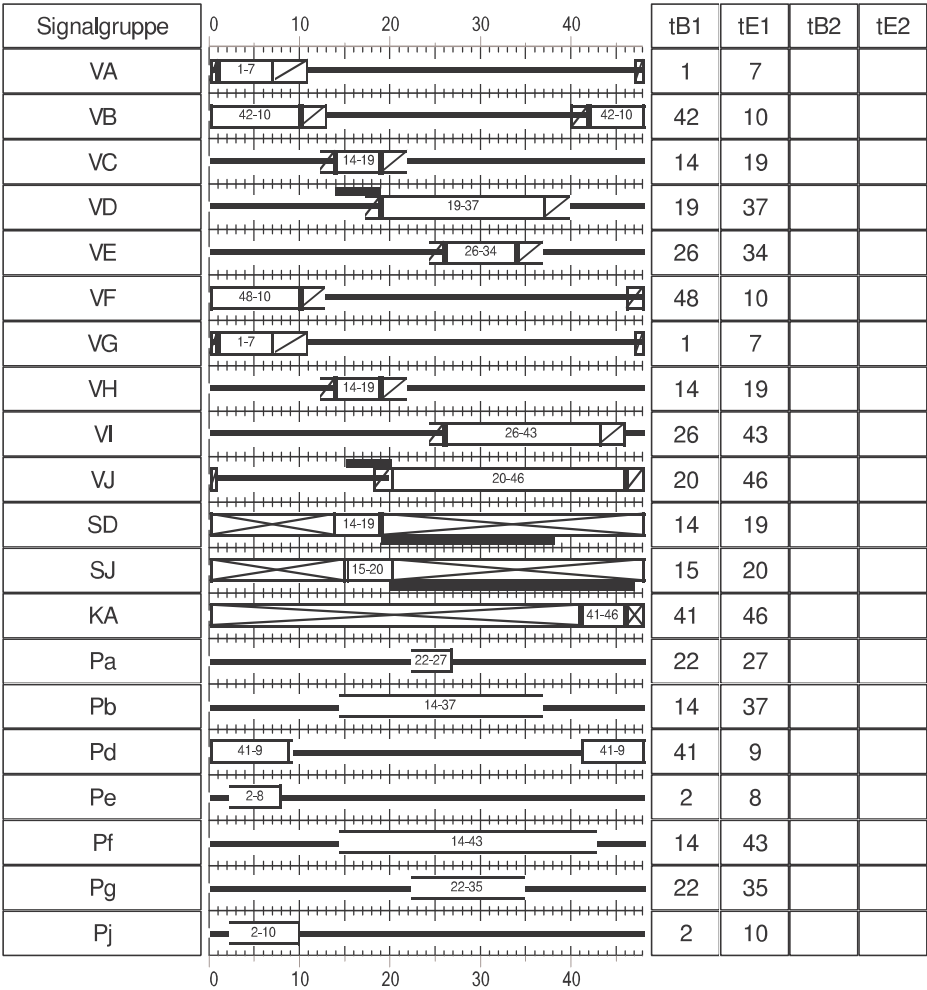 Signalgruppe 0 10 20 30 40 tB1 tE1 tB2 tE2
VA 1-7 1 7
VB 42-10 42-10 42 10
VC 14-19 14 19
VD 19-37 19 37
VE 26-34 26 34
VF 48-10 48 10
VG 1-7 1 7
VH 14-19 14 19
VI 26-43 26 43
VJ 20-46 20 46
SD 14-19 14 19
SJ 15-20 15 20
KA 41-46 41 46
Pa 22-27 22 27
Pb 14-37 14 37
Pd 41-9 41-9 41 9
Pe 2-8 2 8
Pf 14-43 14 43
Pg 22-35 22 35
Pj 2-10 2 10
0 10 20 30 40